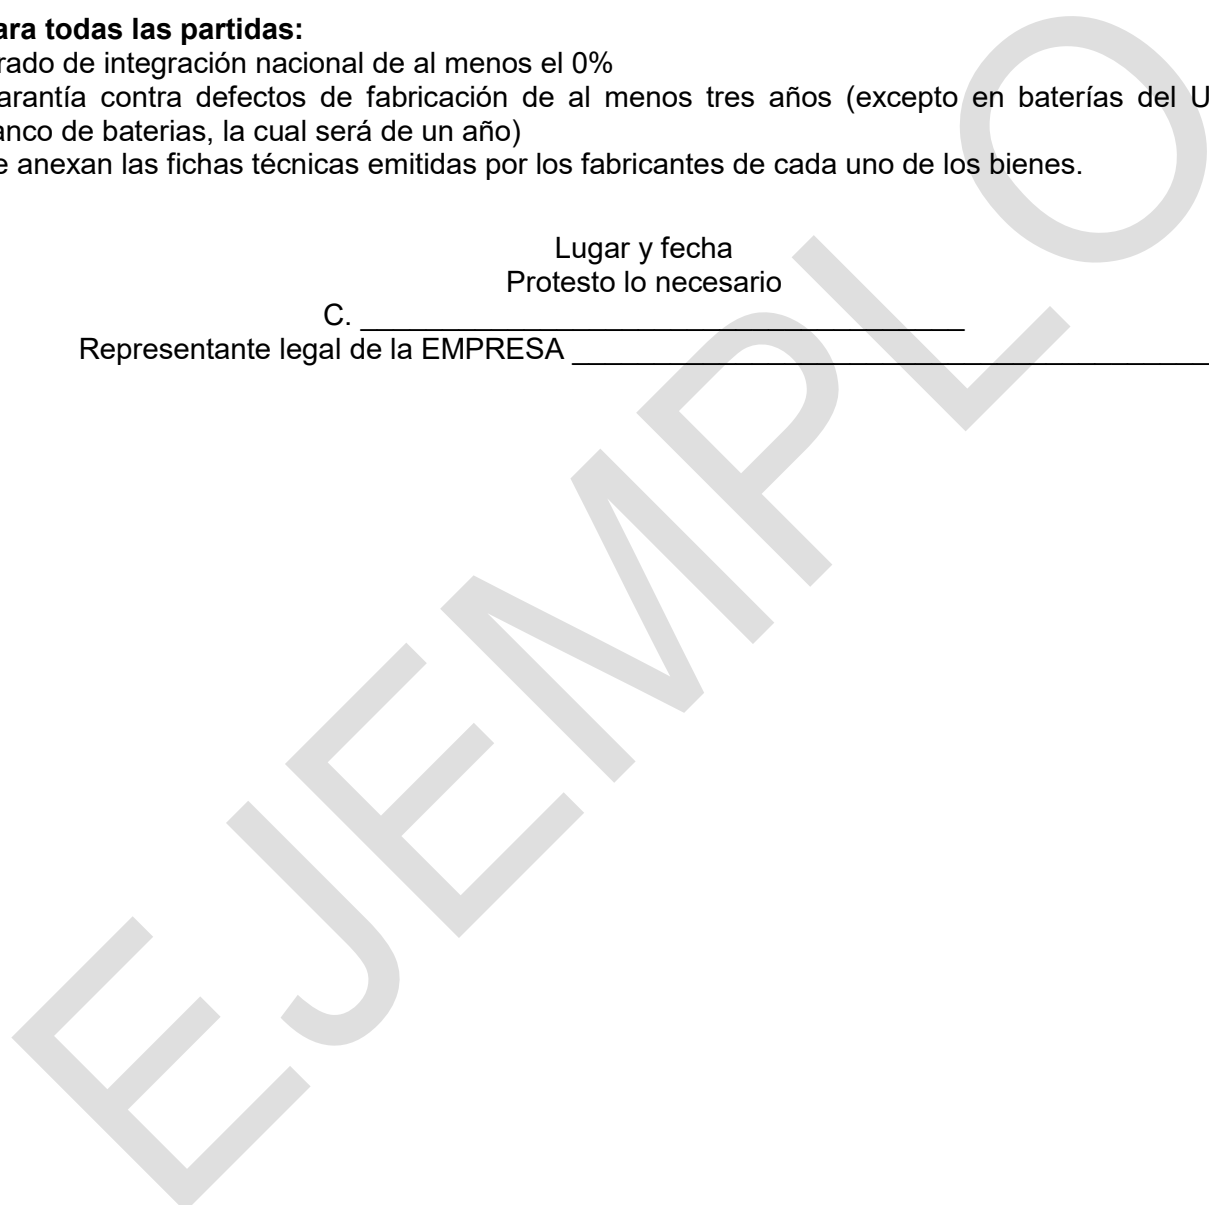 ara todas las partidas:
rado de integración nacional de al menos el 0%
arantía contra defectos de fabricación de al menos tres años (excepto en baterías del U
anco de baterias, la cual será de un año)
e anexan las fichas técnicas emitidas por los fabricantes de cada uno de los bienes.
Lugar y fecha
Protesto lo necesario
C. _____________________________________
Representante legal de la EMPRESA _______________________________________
EJEMPLO